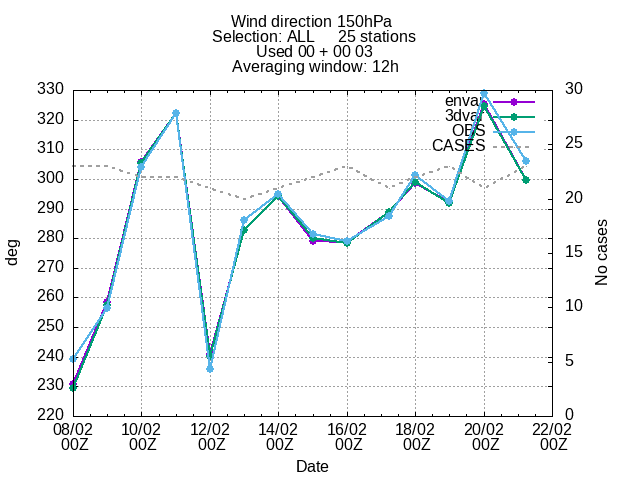 Wind direction 150hPa
Selection: ALL 25 stations
Used 00 + 00 03
Averaging window: 12h
330
320
310
300
290
280
270
260
250
240
230
220
deg
30
25
20
15
10
5
0
No cases
envar
3dvar
OBS
CASES
08/02 10/02 12/02 14/02 16/02 18/02 20/02 22/02
00Z 00Z 00Z 00Z 00Z 00Z 00Z 00Z
Date